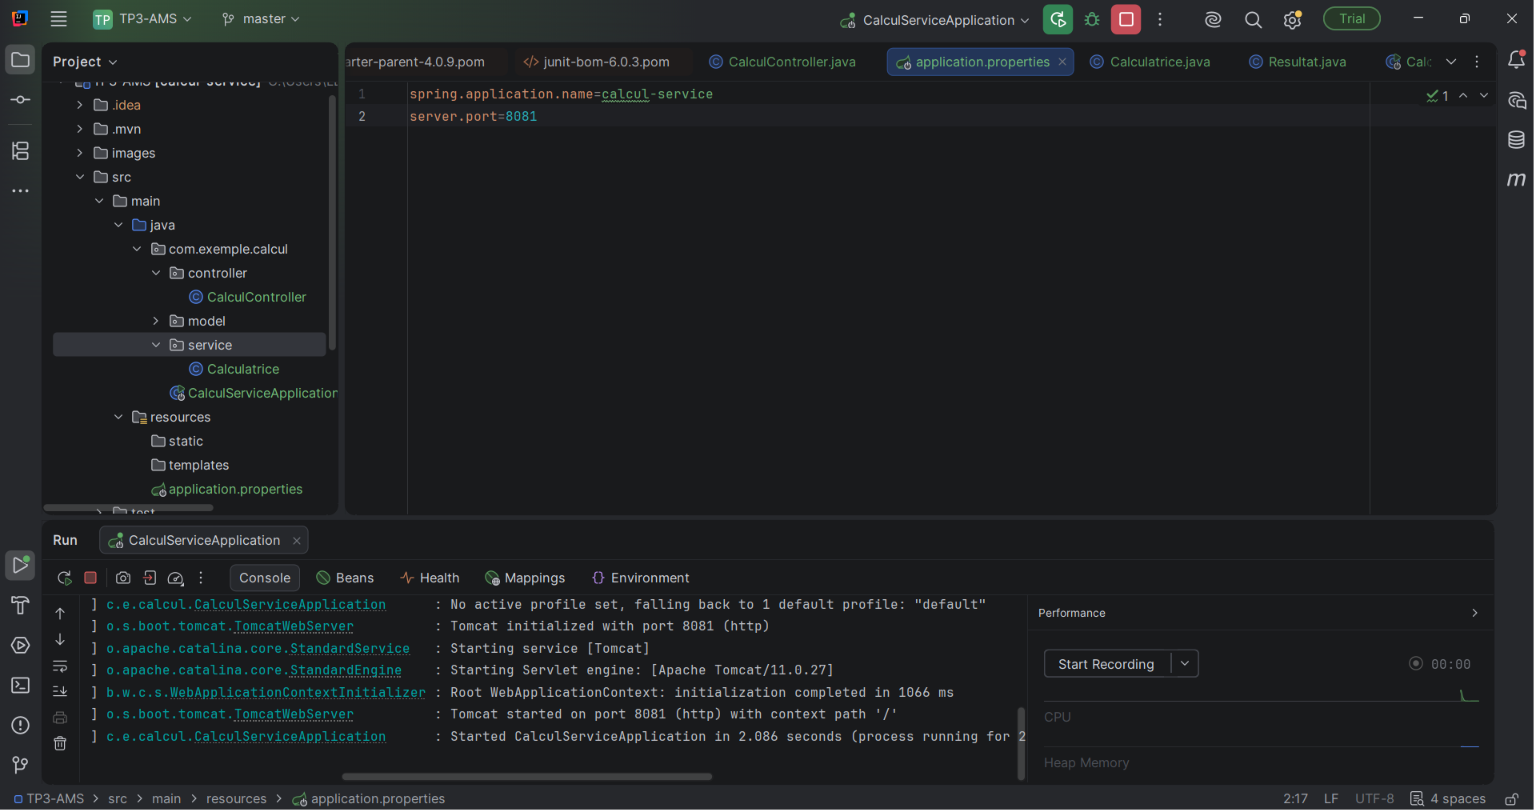 TP TP3-AMS master CalculServiceApplication Trial
Project
arter-parent-4.0.9.pom </> junit-bom-6.0.3.pom CalculController.java application.properties Calculatrice.java Resultat.java Calc
.idea
.mvn
images
src
main
java
com.exemple.calcul
controller
CalculController
model
service
Calculatrice
CalculServiceApplication
resources
static
templates
application.properties
test
1 spring.application.name=calcul-service
2 server.port=8081
1
Run CalculServiceApplication
Console Beans Health Mappings Environment
] c.e.calcul.CalculServiceApplication : No active profile set, falling back to 1 default profile: "default"
] o.s.boot.tomcat.TomcatWebServer : Tomcat initialized with port 8081 (http)
] o.apache.catalina.core.StandardService : Starting service [Tomcat]
] o.apache.catalina.core.StandardEngine : Starting Servlet engine: [Apache Tomcat/11.0.27]
] b.w.c.s.WebApplicationContextInitializer : Root WebApplicationContext: initialization completed in 1066 ms
] o.s.boot.tomcat.TomcatWebServer : Tomcat started on port 8081 (http) with context path '/'
] c.e.calcul.CalculServiceApplication : Started CalculServiceApplication in 2.086 seconds (process running for 2
Performance
Start Recording 00:00
CPU
Heap Memory
TP3-AMS > src > main > resources > application.properties 2:17 LF UTF-8 4 spaces